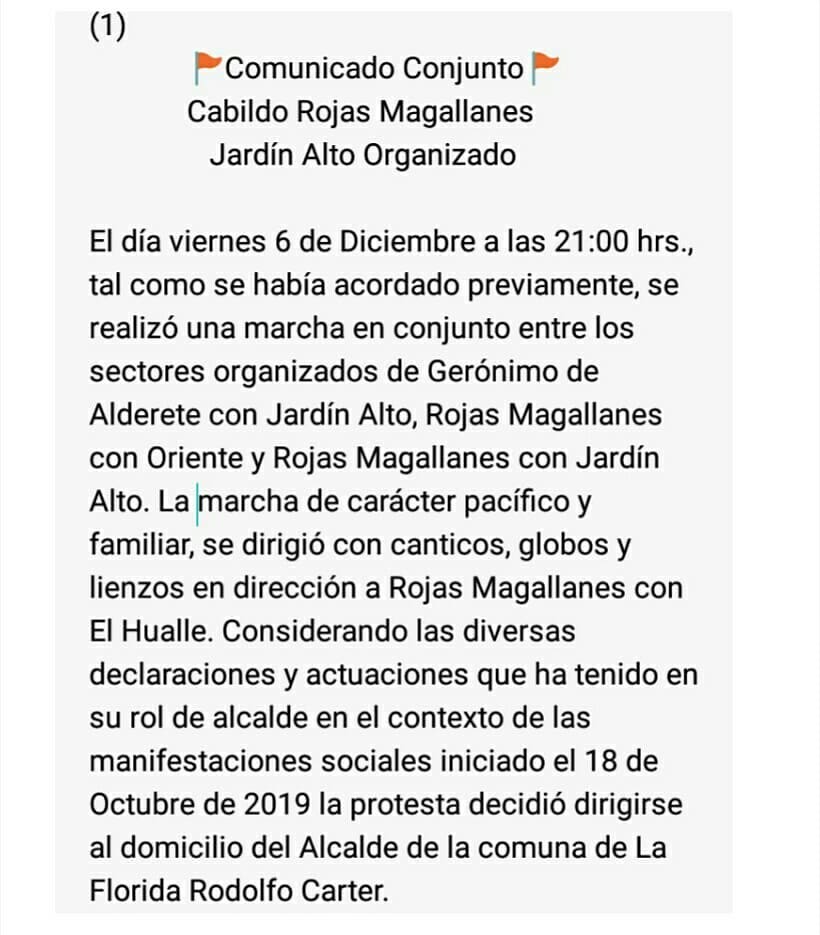 (1)
🚩Comunicado Conjunto🚩
Cabildo Rojas Magallanes
Jardín Alto Organizado
El día viernes 6 de Diciembre a las 21:00 hrs.,
tal como se había acordado previamente, se
realizó una marcha en conjunto entre los
sectores organizados de Gerónimo de
Alderete con Jardín Alto, Rojas Magallanes
con Oriente y Rojas Magallanes con Jardín
Alto. La marcha de carácter pacífico y
familiar, se dirigió con canticos, globos y
lienzos en dirección a Rojas Magallanes con
El Hualle. Considerando las diversas
declaraciones y actuaciones que ha tenido en
su rol de alcalde en el contexto de las
manifestaciones sociales iniciado el 18 de
Octubre de 2019 la protesta decidió dirigirse
al domicilio del Alcalde de la comuna de La
Florida Rodolfo Carter.